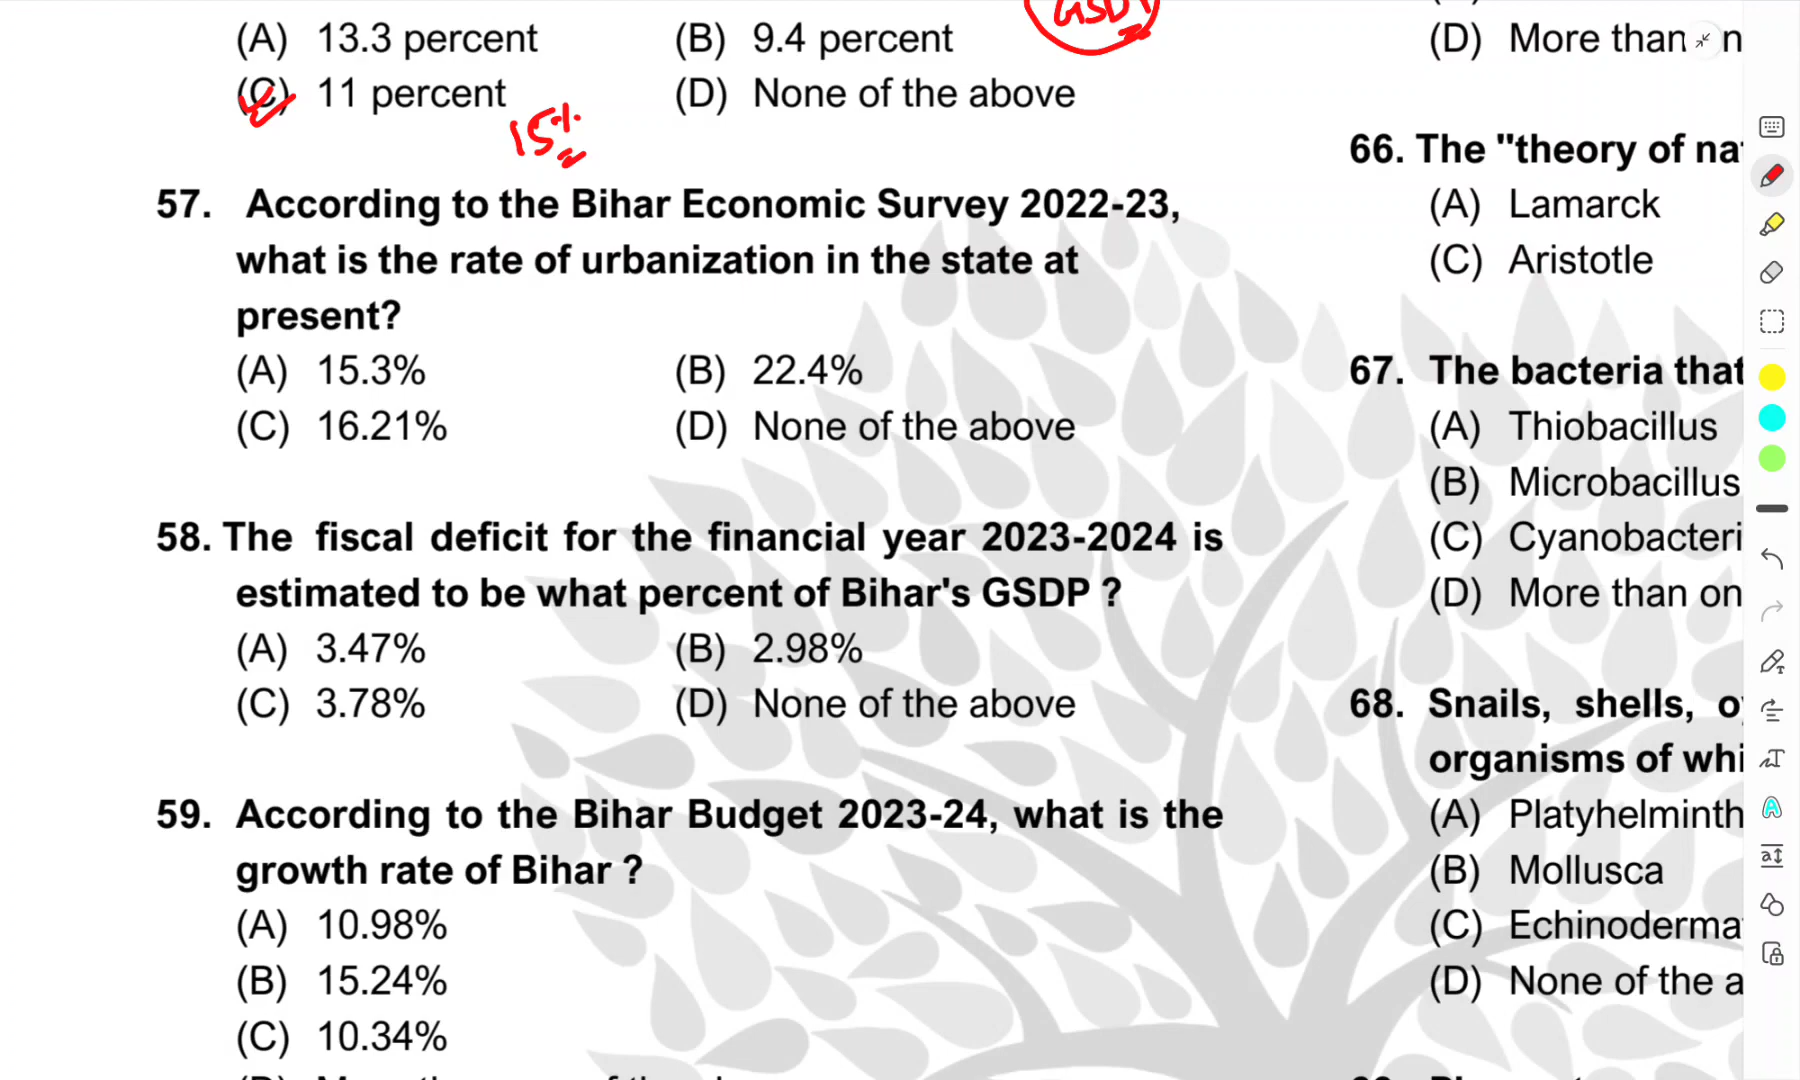 GSDP
(A) 13.3 percent (B) 9.4 percent
(C) 11 percent (D) None of the above
15%
57. According to the Bihar Economic Survey 2022-23,
what is the rate of urbanization in the state at
present?
(A) 15.3% (B) 22.4%
(C) 16.21% (D) None of the above
58. The fiscal deficit for the financial year 2023-2024 is
estimated to be what percent of Bihar's GSDP ?
(A) 3.47% (B) 2.98%
(C) 3.78% (D) None of the above
59. According to the Bihar Budget 2023-24, what is the
growth rate of Bihar ?
(A) 10.98%
(B) 15.24%
(C) 10.34%
(D) More than
66. The "theory of
(A) Lamarck
(C) Aristotle
67. The bacteria that
(A) Thiobacillus
(B) Microbacillus
(C) Cyanobacteri
(D) More than on
68. Snails, shells,
organisms of whi
(A) Platyhelminth
(B) Mollusca
(C) Echinoderma
(D) None of the a